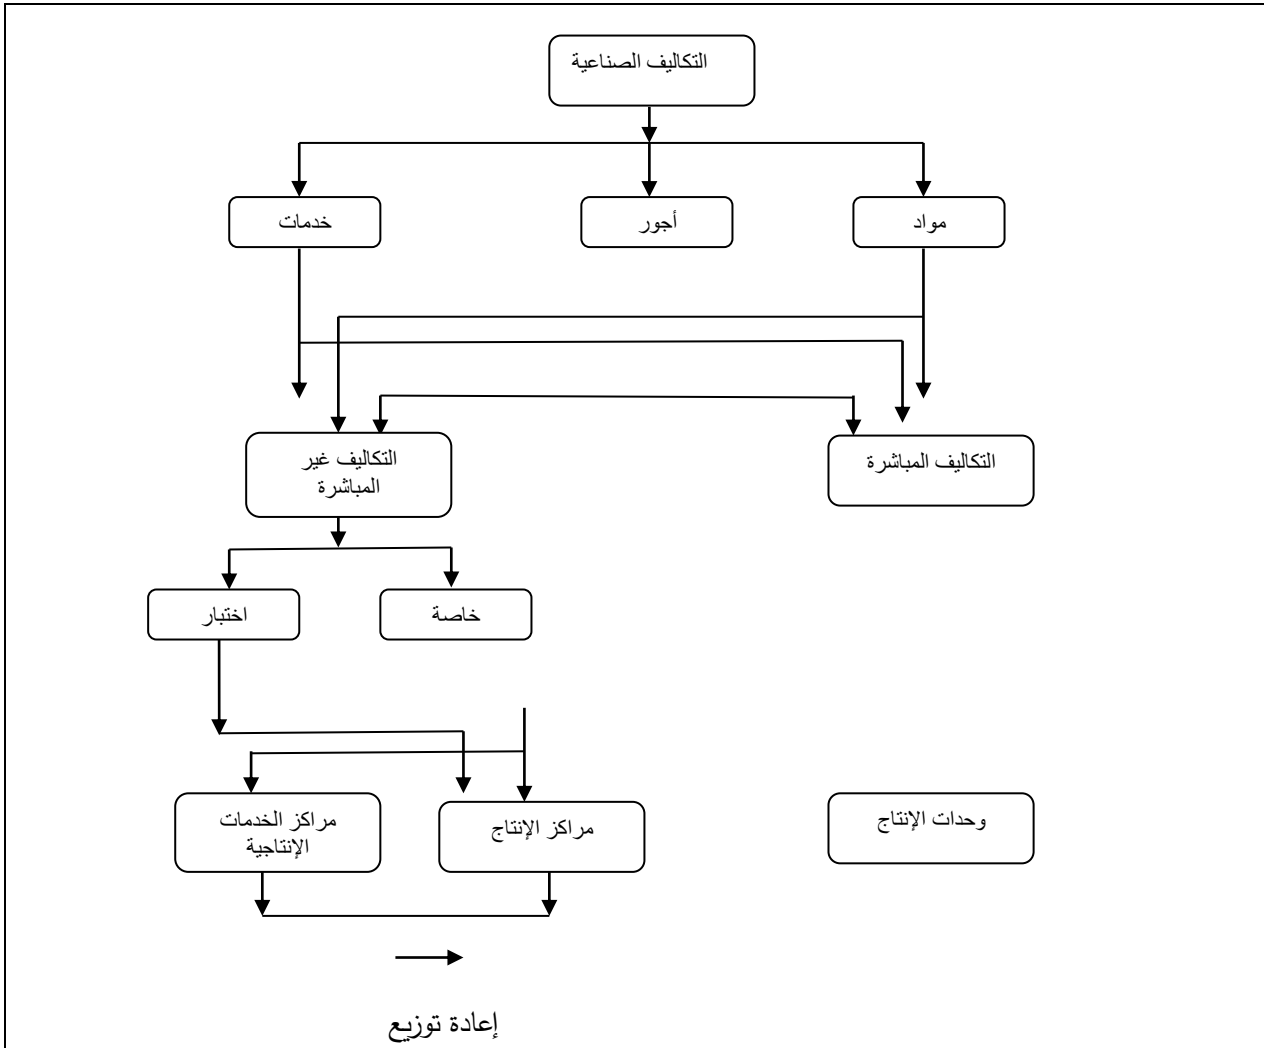 التكاليف الصناعية
مواد
أجور
خدمات
التكاليف المباشرة
التكاليف غير
المباشرة
خاصة
اختبار
وحدات الإنتاج
مراكز الإنتاج
مراكز الخدمات
الإنتاجية
إعادة توزيع